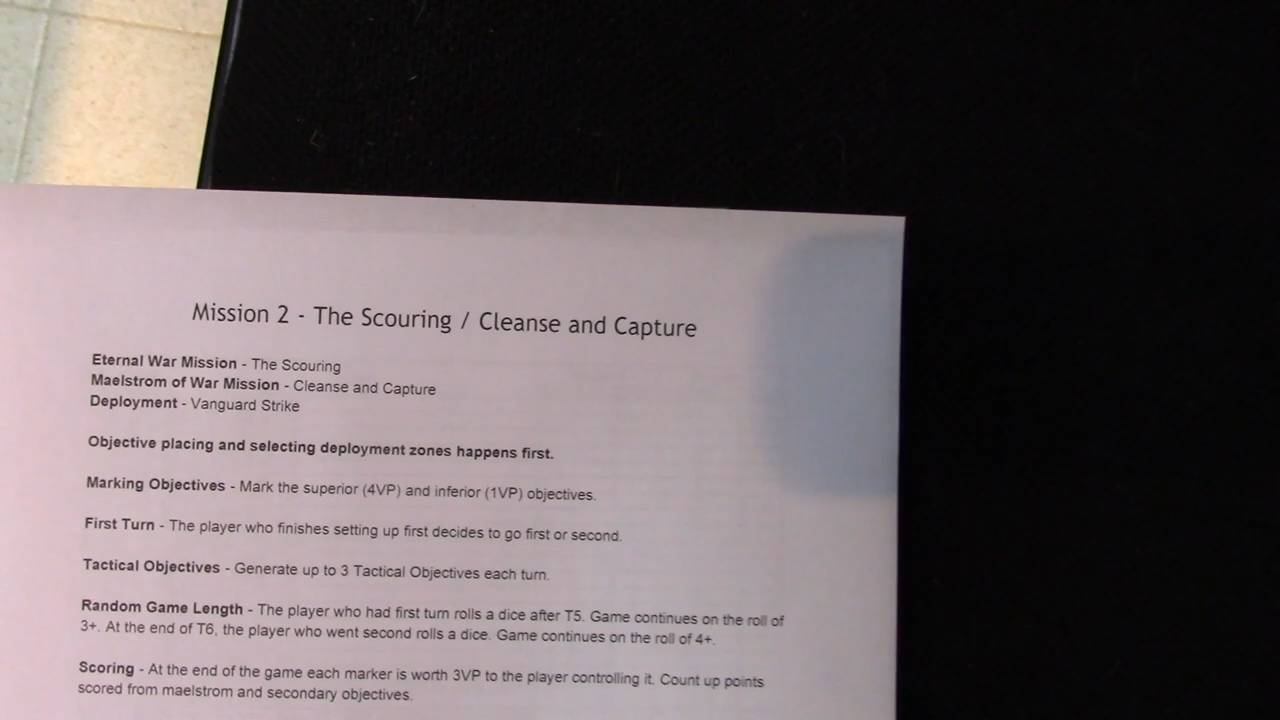 Mission 2 - The Scouring / Cleanse and Capture
Eternal War Mission - The Scouring
Maelstrom of War Mission - Cleanse and Capture
Deployment - Vanguard Strike
Objective placing and selecting deployment zones happens first.
Marking Objectives - Mark the superior (4VP) and inferior (1VP) objectives.
First Turn - The player who finishes setting up first decides to go first or second.
Tactical Objectives - Generate up to 3 Tactical Objectives each turn.
Random Game Length - The player who had first turn rolls a dice after T5. Game continues on the roll of
3+. At the end of T6, the player who went second rolls a dice. Game continues on the roll of 4+.
Scoring - At the end of the game each marker is worth 3VP to the player controlling it. Count up points
scored from maelstrom and secondary objectives.